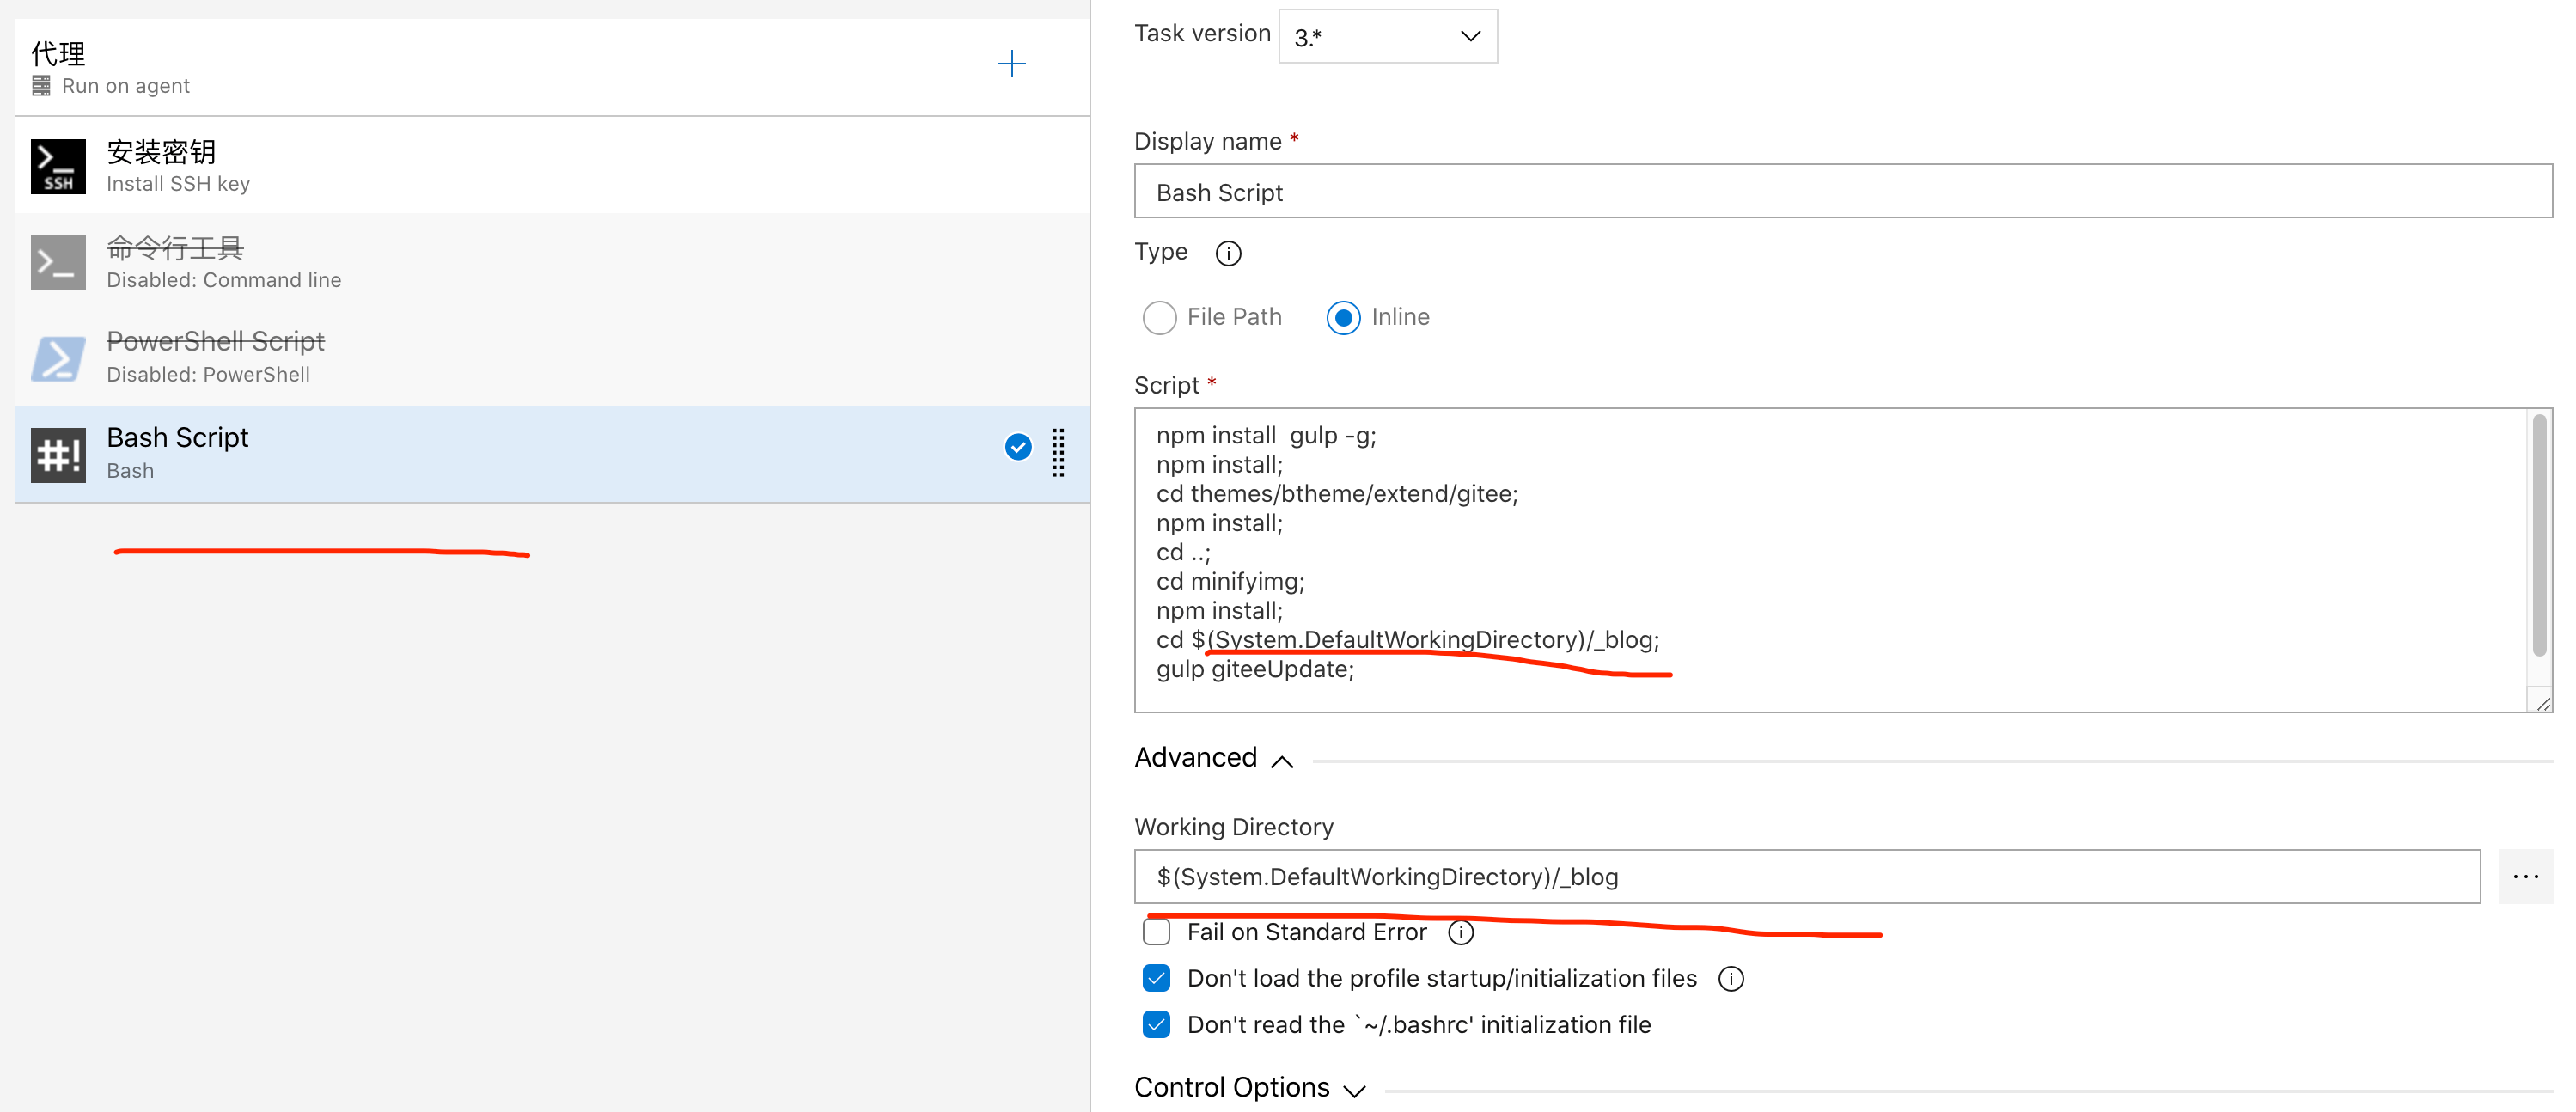 代理
Run on agent
安装密钥
SSH
Install SSH key
命令行工具
Disabled: Command line
PowerShell Script
Disabled: PowerShell
#!
Bash Script
Bash
Task version
3.*
Display name *
Bash Script
Type
File Path
Inline
Script *
npm install  gulp -g;
npm install;
cd themes/btheme/extend/gitee;
npm install;
cd ..;
cd minifyimg;
npm install;
cd $(System.DefaultWorkingDirectory)/_blog;
gulp giteeUpdate;
Advanced
Working Directory
$(System.DefaultWorkingDirectory)/_blog
...
Fail on Standard Error
Don't load the profile startup/initialization files
Don't read the `~/.bashrc' initialization file
Control Options